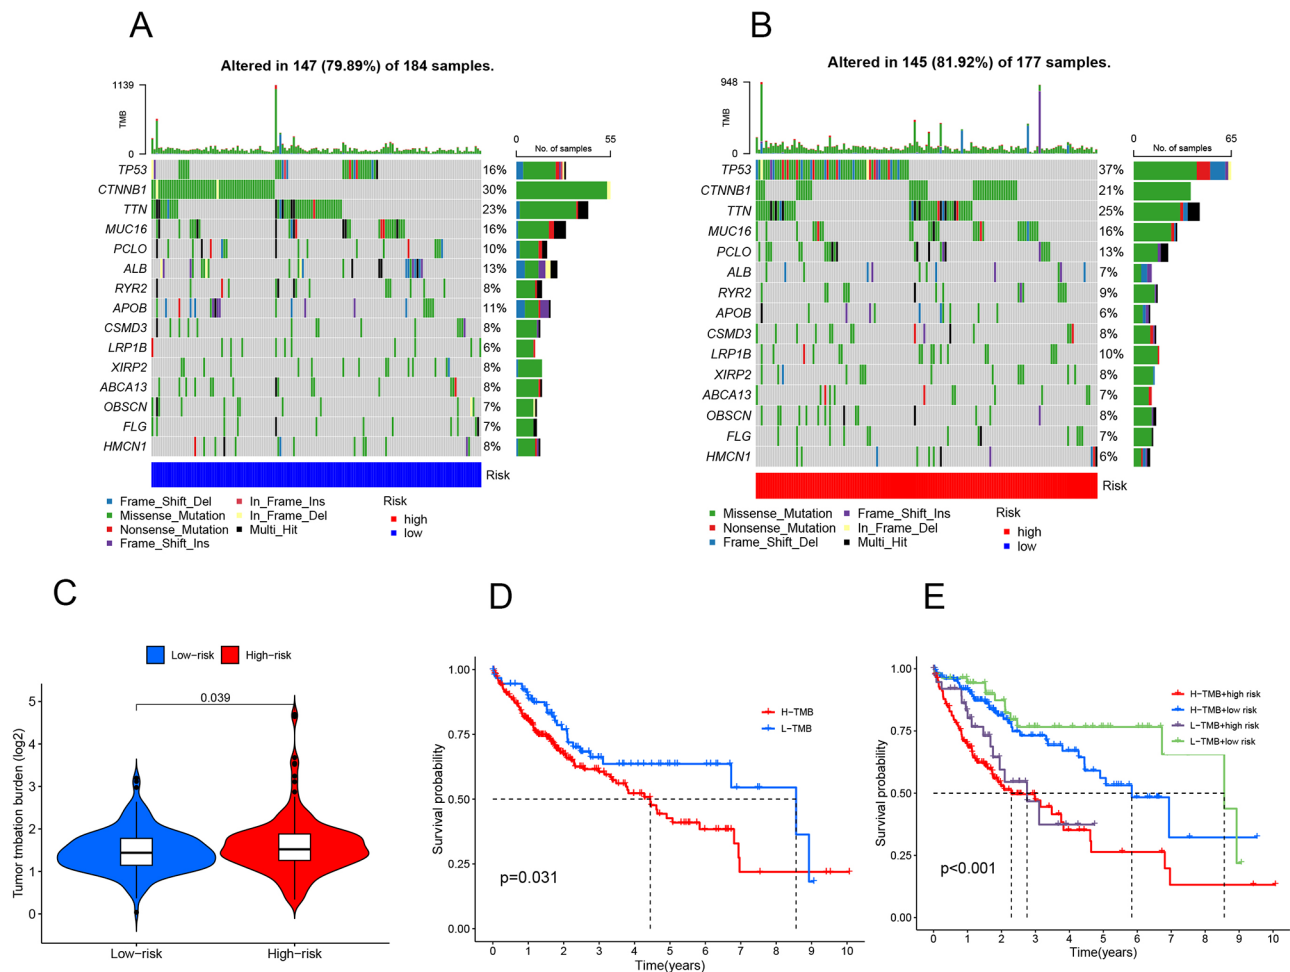 A
Altered in 147 (79.89%) of 184 samples.
1139
TMB
0
0 55
No. of samples
TP53 16%
CTNNB1 30%
TTN 23%
MUC16 16%
PCLO 10%
ALB 13%
RYR2 8%
APOB 11%
CSMD3 8%
LRP1B 6%
XIRP2 8%
ABCA13 8%
OBSCN 7%
FLG 7%
HMCN1 8%
Risk
Frame_Shift_Del
Missense_Mutation
Nonsense_Mutation
Frame_Shift_Ins
In_Frame_Ins
In_Frame_Del
Multi_Hit
Risk
high
low
B
Altered in 145 (81.92%) of 177 samples.
948
TMB
0
0 65
No. of samples
TP53 37%
CTNNB1 21%
TTN 25%
MUC16 16%
PCLO 13%
ALB 7%
RYR2 9%
APOB 6%
CSMD3 8%
LRP1B 10%
XIRP2 8%
ABCA13 7%
OBSCN 8%
FLG 7%
HMCN1 6%
Risk
Missense_Mutation
Nonsense_Mutation
Frame_Shift_Del
Frame_Shift_Ins
In_Frame_Del
Multi_Hit
Risk
high
low
C
Low-risk High-risk
0.039
5
4
3
2
1
0
Tumor tmbation burden (log2)
Low-risk High-risk
D
1.00
0.75
0.50
0.25
0.00
Survival probability
H-TMB
L-TMB
p=0.031
0 1 2 3 4 5 6 7 8 9 10
Time(years)
E
1.00
0.75
0.50
0.25
0.00
Survival probability
H-TMB+high risk
H-TMB+low risk
L-TMB+high risk
L-TMB+low risk
p<0.001
0 1 2 3 4 5 6 7 8 9 10
Time(years)